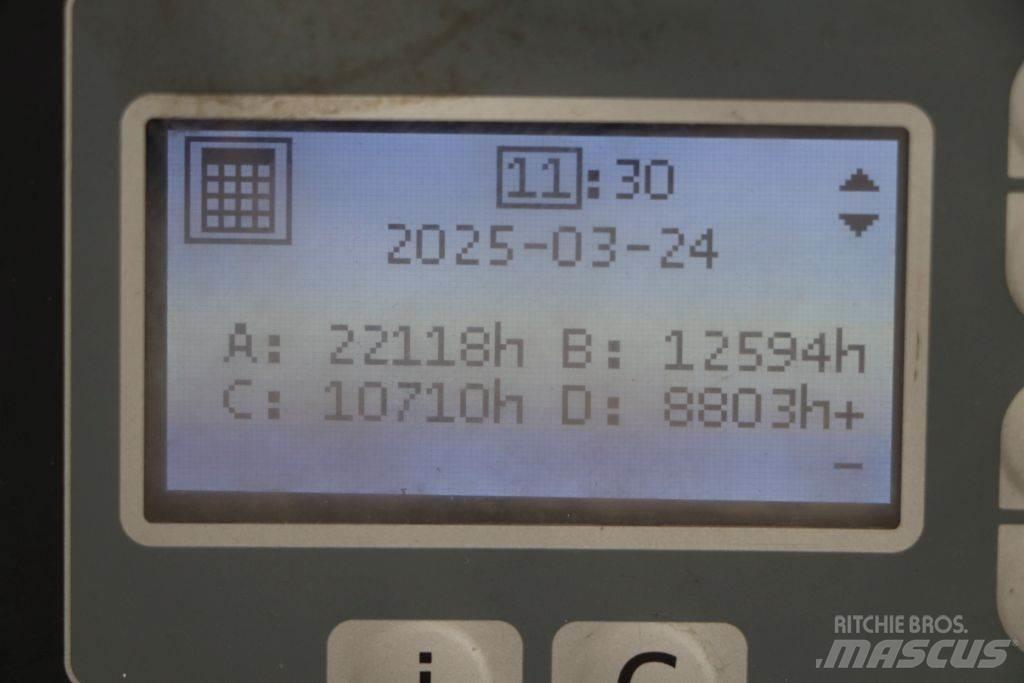 11:30
2025-03-24
A: 22118h B: 12594h
C: 10710h D: 8803h+
-
i C
RITCHIE BROS.
MASCUS